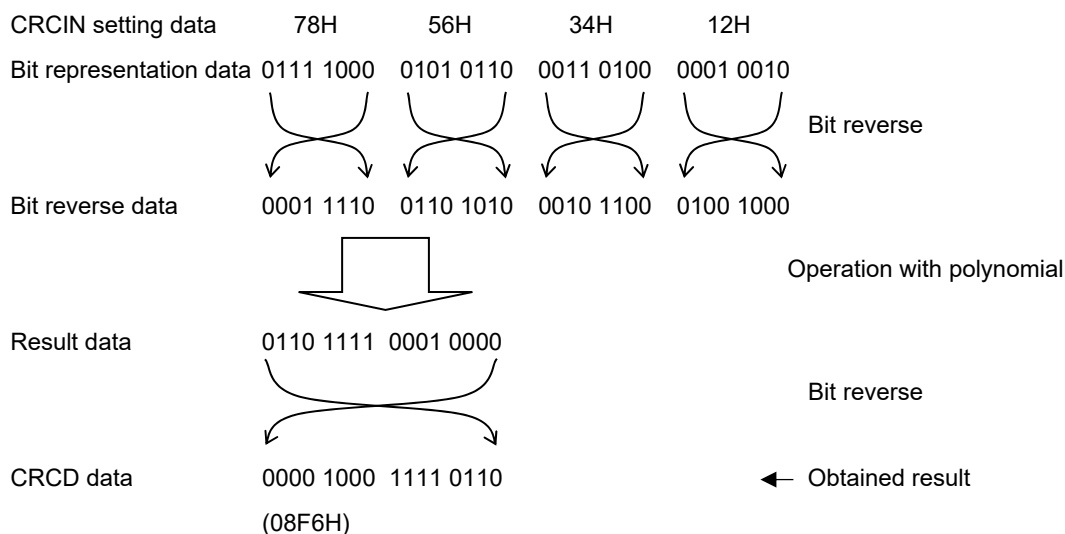 CRCIN setting data 78H 56H 34H 12H
Bit representation data 0111 1000 0101 0110 0011 0100 0001 0010
Bit reverse
Bit reverse data 0001 1110 0110 1010 0010 1100 0100 1000
Operation with polynomial
Result data 0110 1111 0001 0000
Bit reverse
CRCD data 0000 1000 1111 0110 Obtained result
(08F6H)